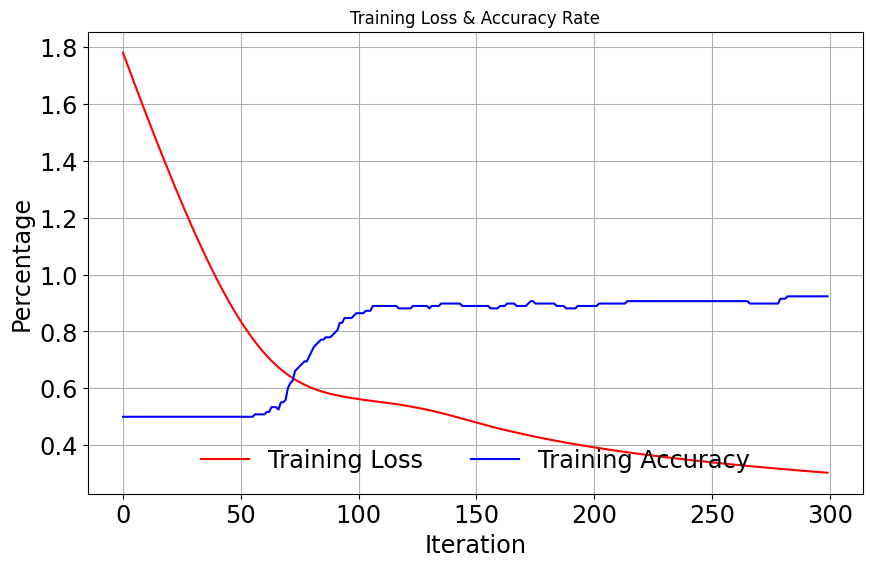 Training Loss & Accuracy Rate
1.8
1.6
1.4
1.2
1.0
0.8
0.6
0.4
Percentage
Training Loss Training Accuracy
0 50 100 150 200 250 300
Iteration